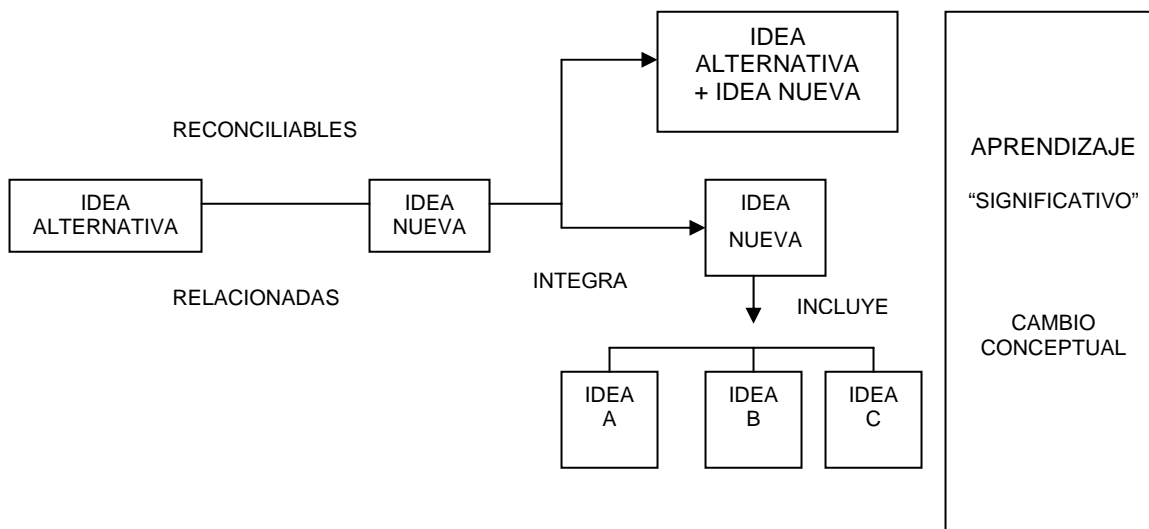 RECONCILIABLES
IDEA
ALTERNATIVA
RELACIONADAS
IDEA
NUEVA
IDEA
ALTERNATIVA
+ IDEA NUEVA
INTEGRA
IDEA
NUEVA
INCLUYE
IDEA
A
IDEA
B
IDEA
C
APRENDIZAJE
“SIGNIFICATIVO”
CAMBIO
CONCEPTUAL